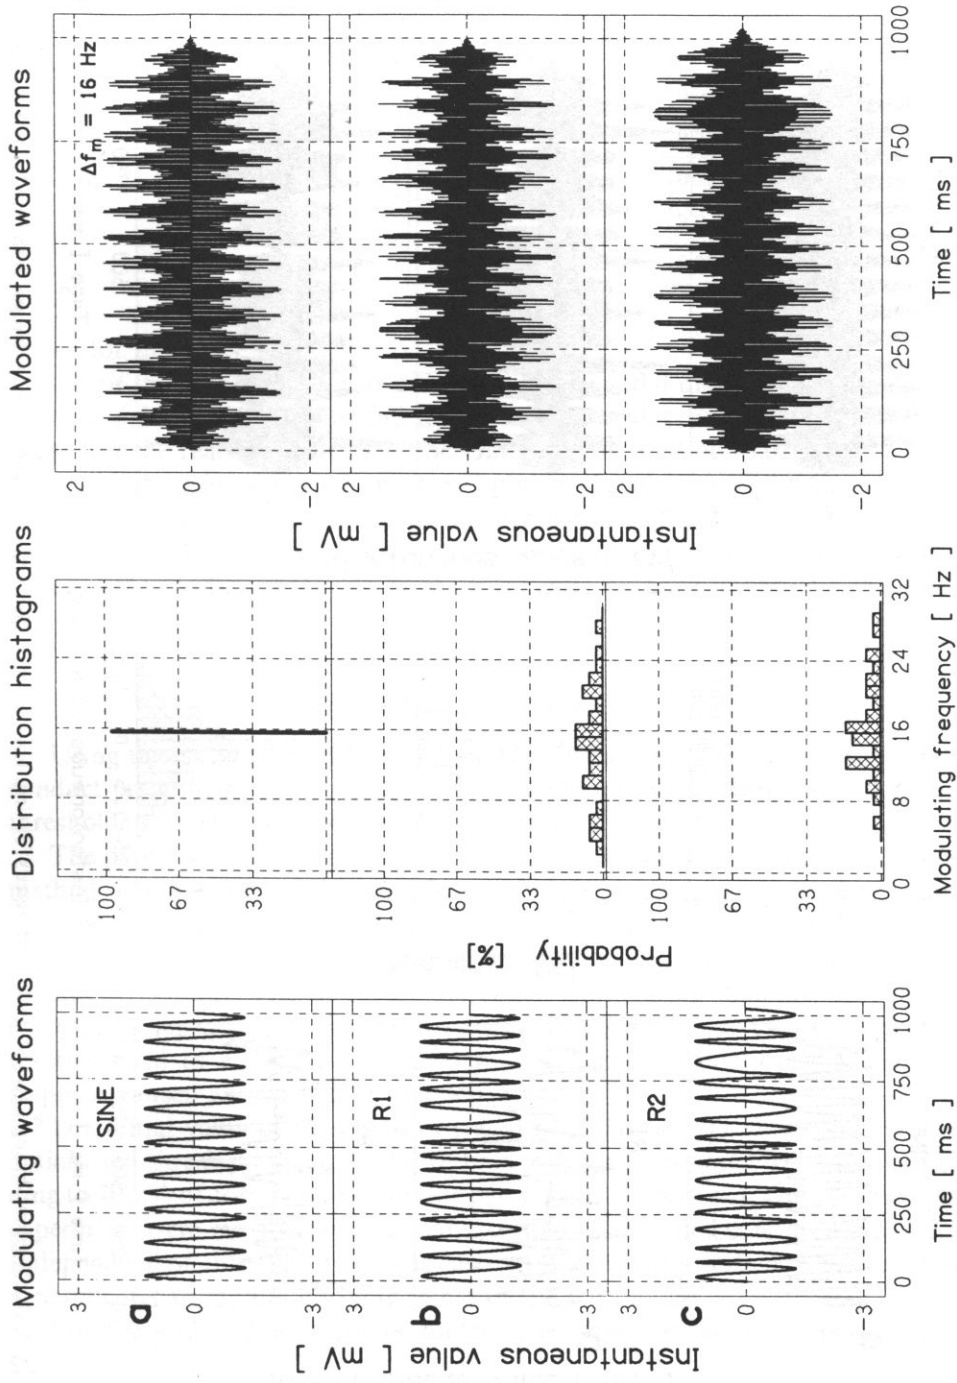 Modulating waveforms
Distribution histograms
Modulated waveforms
a
SINE
3
0
-3
100
67
33
Δfm = 16 Hz
2
0
-2
b
R1
3
0
-3
100
67
33
0
2
0
-2
c
R2
3
0
-3
100
67
33
0
2
0
-2
Instantaneous value [ mV ]
Probability [%]
Instantaneous value [ mV ]
0 250 500 750 1000
0 8 16 24 32
0 250 500 750 1000
Time [ ms ]
Modulating frequency [ Hz ]
Time [ ms ]